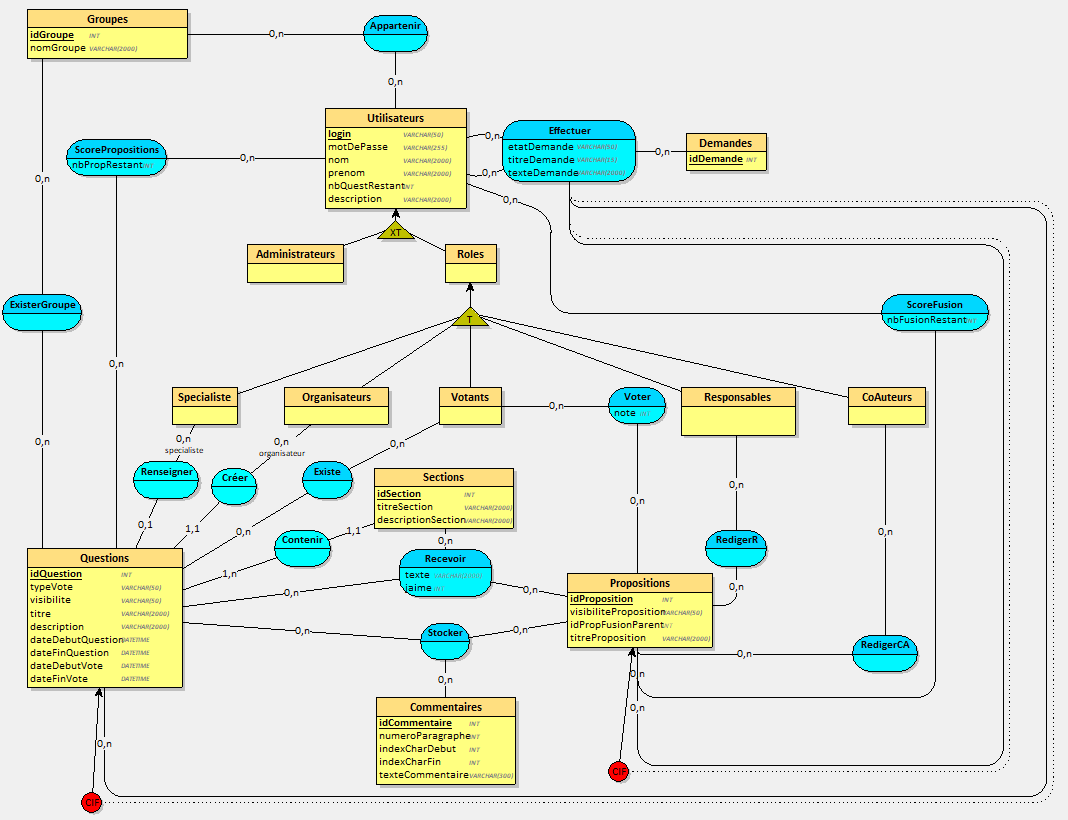 Groupes
idGroupe INT
nomGroupe VARCHAR(2000)
0,n
Appartenir
0,n
Utilisateurs
login VARCHAR(50)
motDePasse VARCHAR(255)
nom VARCHAR(2000)
prenom VARCHAR(2000)
nbQuestRestant INT
description VARCHAR(2000)
ScorePropositions
nbPropRestant INT
0,n
0,n
0,n
0,n
Effectuer
etatDemande VARCHAR(50)
titreDemande
texteDemande VARCHAR(2000)
0,n
Demandes
idDemande INT
0,n
0,n
XT
Administrateurs
Roles
ExisterGroupe
T
ScoreFusion
nbFusionRestant INT
0,n
Specialiste
Organisateurs
Votants
0,n
Voter
note INT
Responsables
CoAuteurs
0,n
0,n
specialiste
0,n
organisateur
0,n
Renseigner
Créer
Existe
Sections
idSection INT
titreSection VARCHAR(2000)
descriptionSection VARCHAR(2000)
0,n
0,n
0,n
0,1
1,1
0,n
Contenir
1,1
0,n
RedigerR
Questions
idQuestion INT
typeVote VARCHAR(50)
visibilite VARCHAR(50)
titre VARCHAR(2000)
description VARCHAR(2000)
dateDebutQuestion DATETIME
dateFinQuestion DATETIME
dateDebutVote DATETIME
dateFinVote DATETIME
1,n
0,n
Recevoir
texte VARCHAR(2000)
jaime INT
0,n
0,n
Propositions
idProposition INT
visibiliteProposition VARCHAR(50)
idPropFusionParent INT
titreProposition VARCHAR(2000)
0,n
Stocker
0,n
RedigerCA
0,n
0,n
0,n
0,n
Commentaires
idCommentaire INT
numeroParagraphe INT
indexCharDebut INT
indexCharFin INT
texteCommentaire VARCHAR(500)
0,n
CIF
0,n
CIF